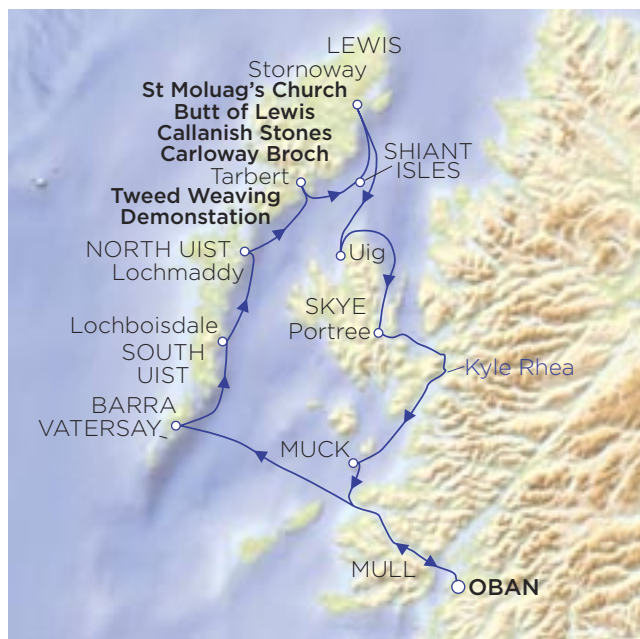 LEWIS
Stornoway
St Moluag's Church
Butt of Lewis
Callanish Stones
Carloway Broch
SHIANT
ISLES
Tarbert
Tweed Weaving
Demonstation
NORTH UIST
Lochmaddy
Uig
SKYE
Portree
Lochboisdale
SOUTH
UIST
Kyle Rhea
BARRA
VATERSAY
MUCK
MULL
OBAN